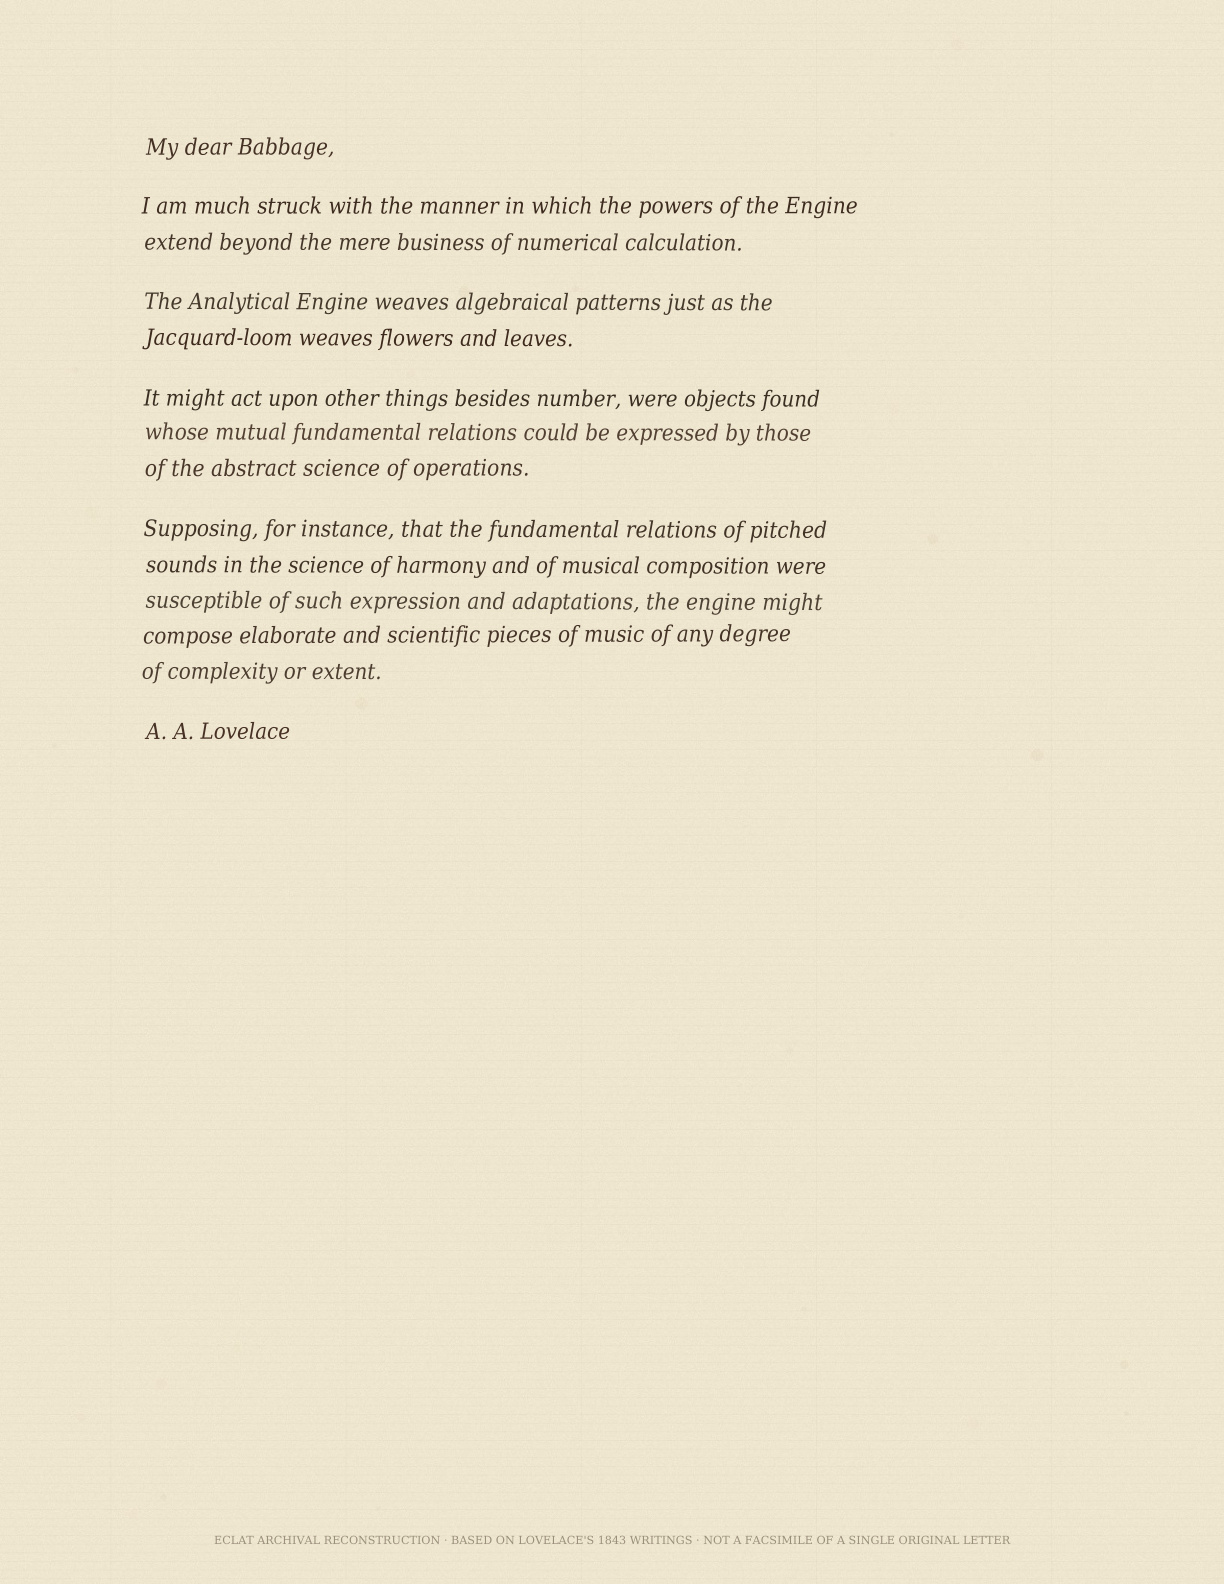 My dear Babbage,
I am much struck with the manner in which the powers of the Engine
extend beyond the mere business of numerical calculation.
The Analytical Engine weaves algebraical patterns just as the
Jacquard-loom weaves flowers and leaves.
It might act upon other things besides number, were objects found
whose mutual fundamental relations could be expressed by those
of the abstract science of operations.
Supposing, for instance, that the fundamental relations of pitched
sounds in the science of harmony and of musical composition were
susceptible of such expression and adaptations, the engine might
compose elaborate and scientific pieces of music of any degree
of complexity or extent.
A. A. Lovelace
ECLAT ARCHIVAL RECONSTRUCTION · BASED ON LOVELACE'S 1843 WRITINGS · NOT A FACSIMILE OF A SINGLE ORIGINAL LETTER